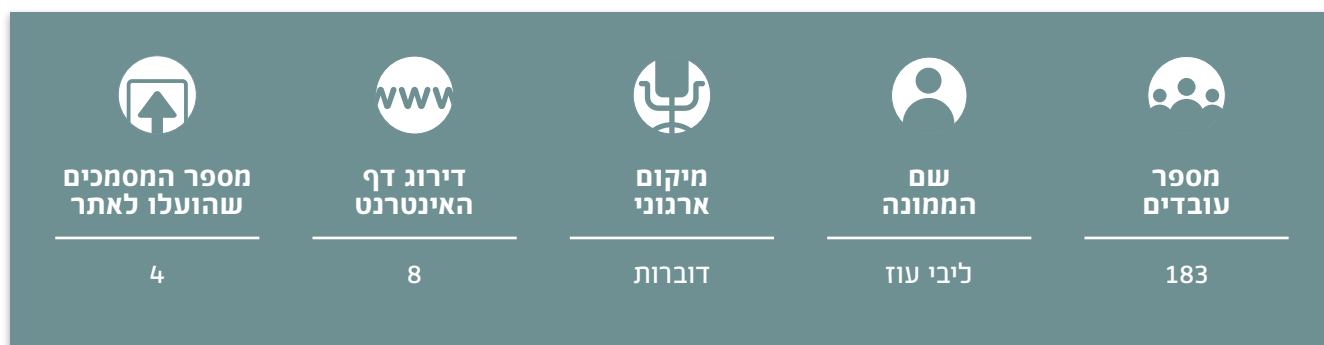 מספר
עובדים
183
שם
הממונה
ליבי עוז
מיקום
ארגוני
דוברות
www
דירוג דף
האינטרנט
8
מספר המסמכים
שהועלו לאתר
4